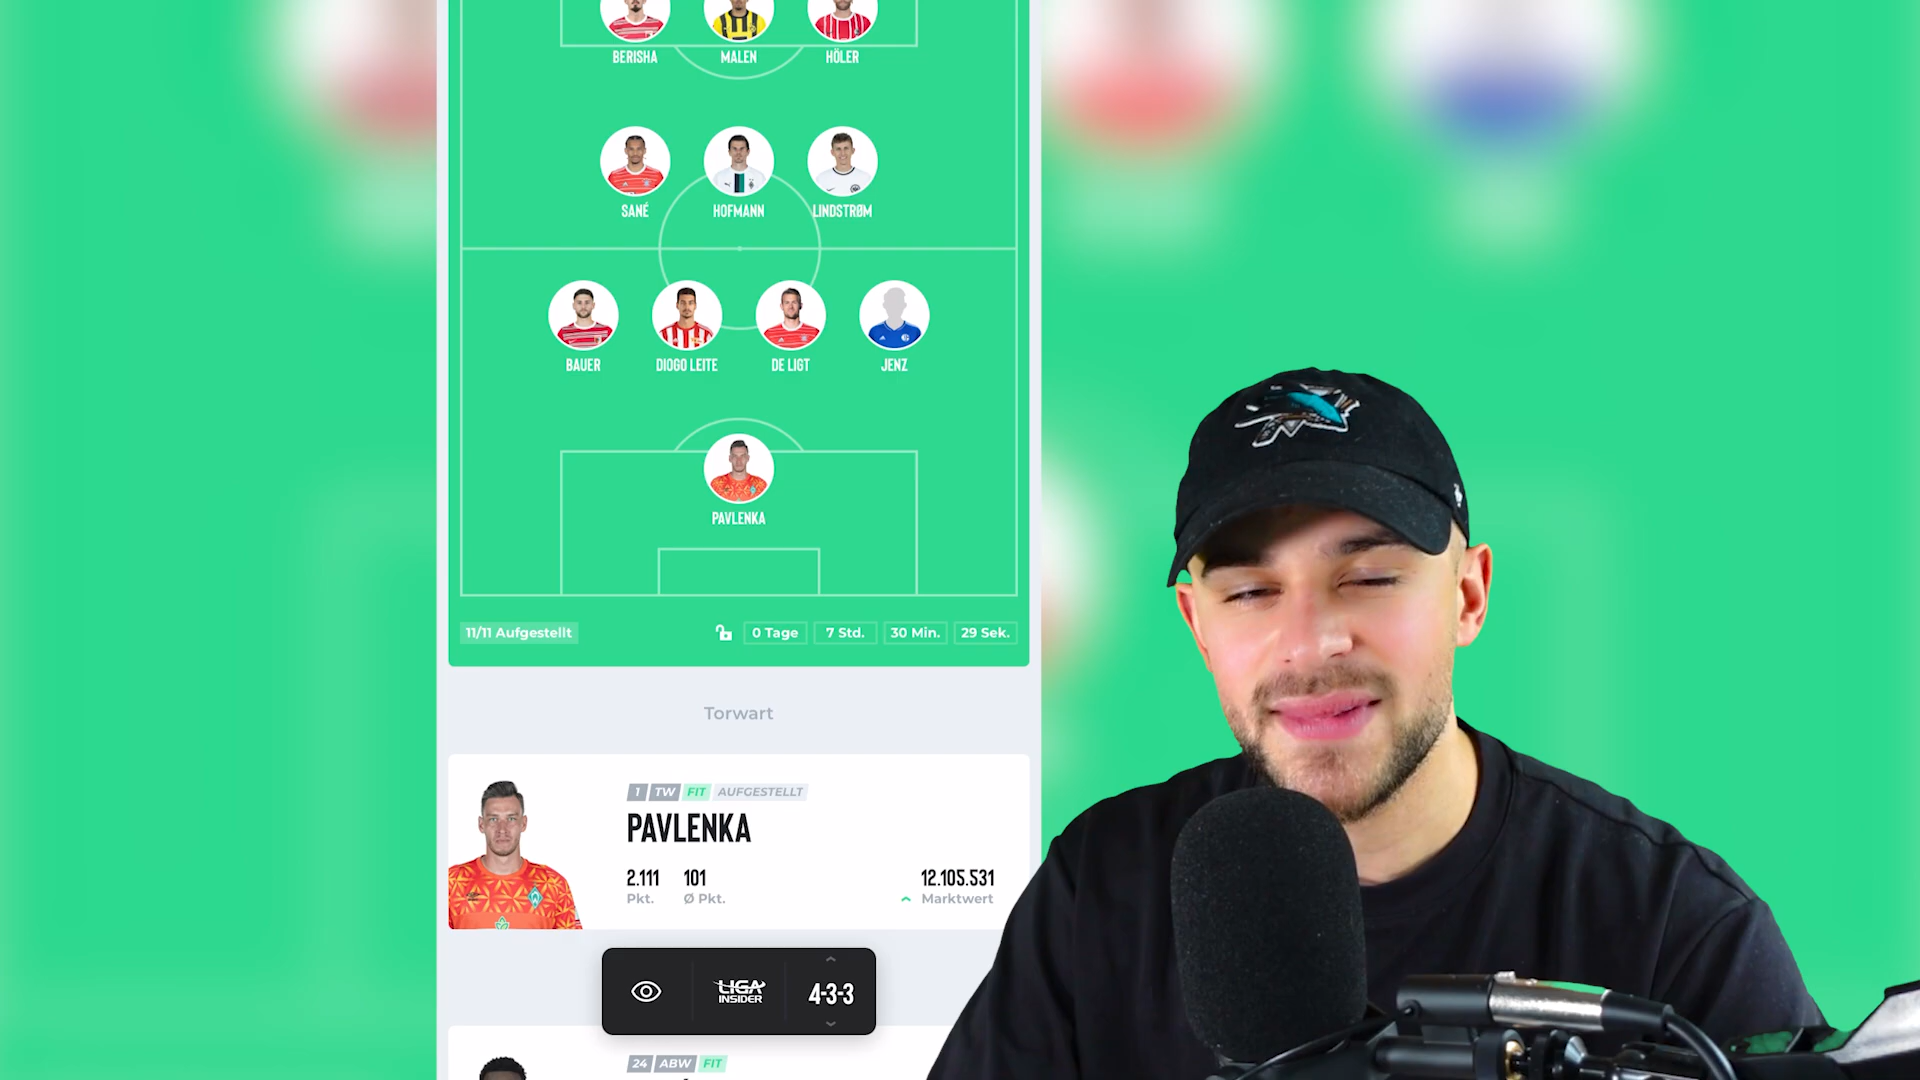 BERISHA MALEN HÖLER
SANÉ HOFMANN LINDSTRØM
BAUER DIOGO LEITE DE LIGT JENZ
PAVLENKA
11/11 Aufgestellt 0 Tage 7 Std. 30 Min. 29 Sek.
Torwart
1 TW FIT AUFGESTELLT
PAVLENKA
2.111 101 12.105.531
Pkt. Ø Pkt. Marktwert
LIGA INSIDER 4-3-3
24 ABW FIT